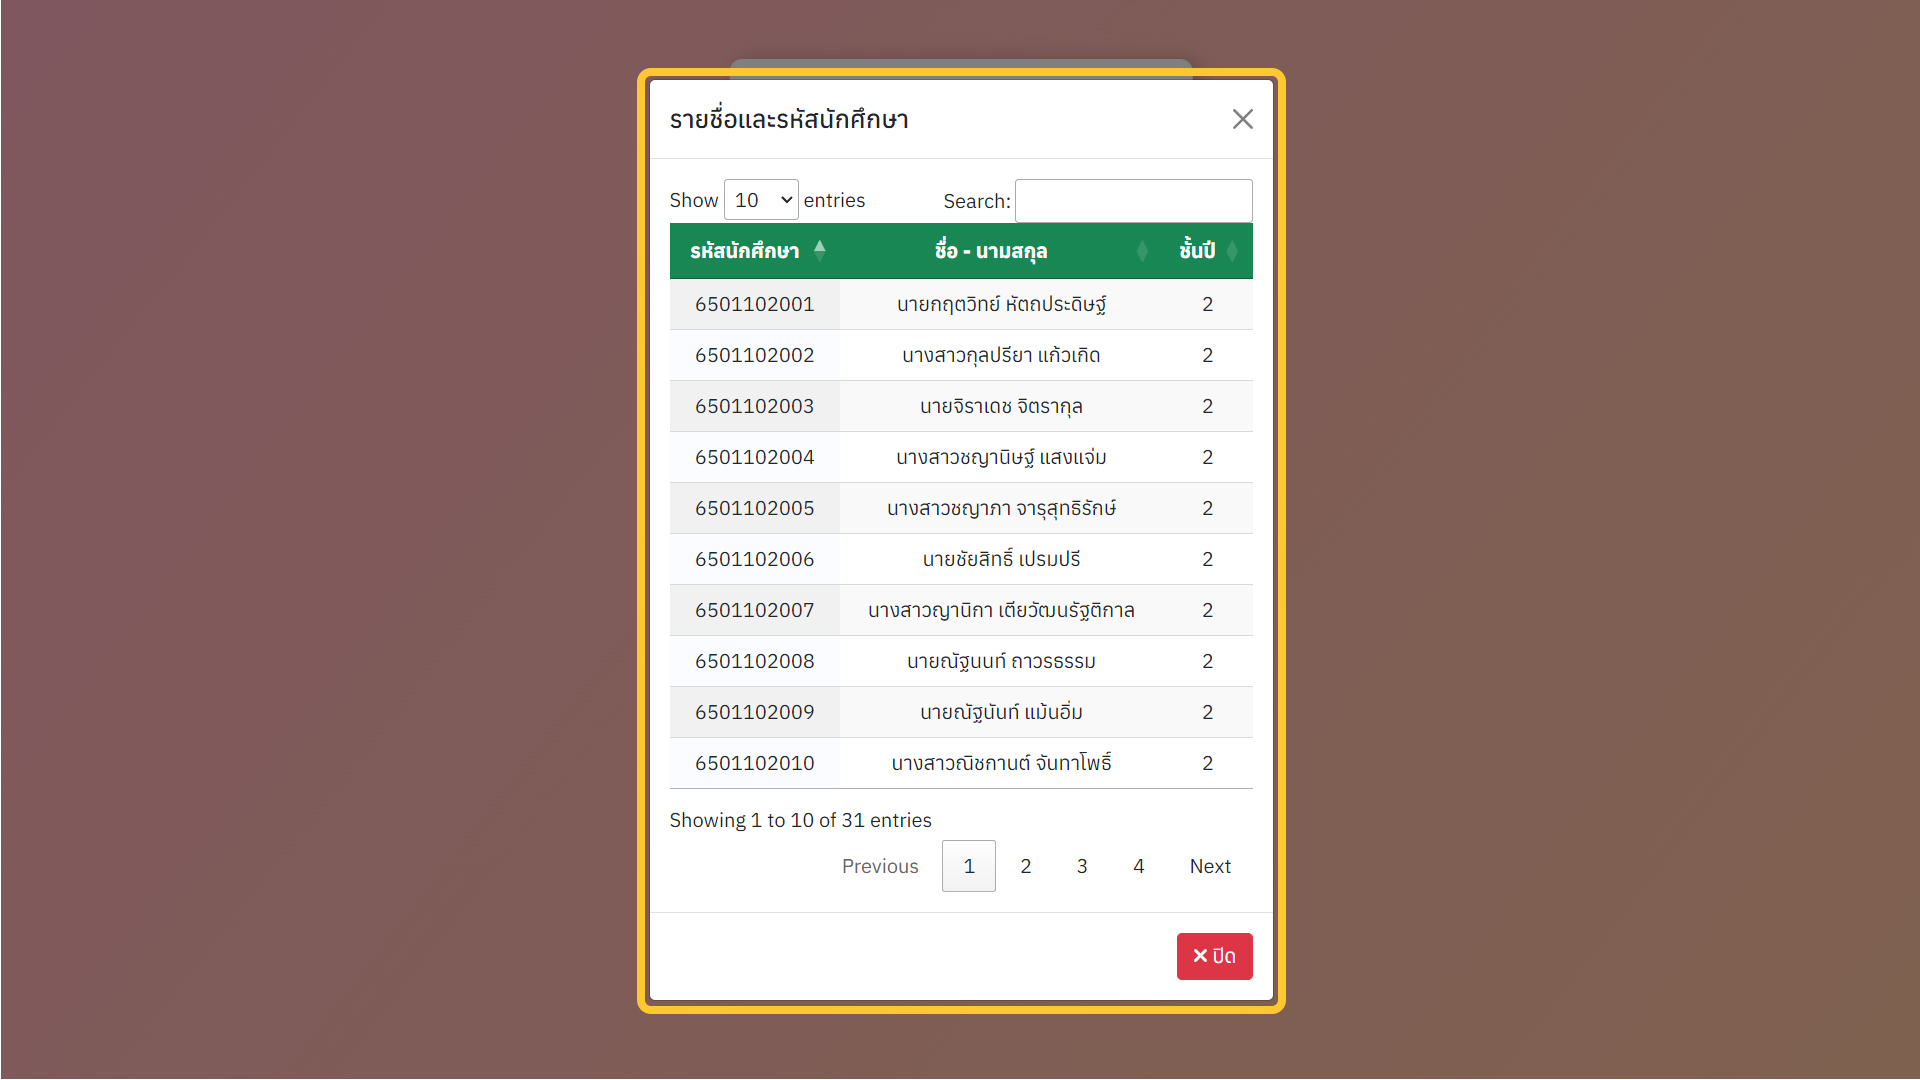 รายชื่อและรหัสนักศึกษา
Show 10 entries Search:
รหัสนักศึกษา ชื่อ - นามสกุล ชั้นปี
6501102001 นายกฤตวิทย์ หัตถประดิษฐ์ 2
6501102002 นางสาวกุลปรียา แก้วเกิด 2
6501102003 นายจิราเดช จิตรากุล 2
6501102004 นางสาวชญานิษฐ์ แสงแจ่ม 2
6501102005 นางสาวชญาภา จารุสุทธิรักษ์ 2
6501102006 นายชัยสิทธิ์ เปรมปรี 2
6501102007 นางสาวญานิกา เตียวัฒนรัฐติกาล 2
6501102008 นายณัฐนนท์ ถาวรธรรม 2
6501102009 นายณัฐนันท์ แม้นอิ่ม 2
6501102010 นางสาวณิชกานต์ จันทาโพธิ์ 2
Showing 1 to 10 of 31 entries
Previous 1 2 3 4 Next
ปิด